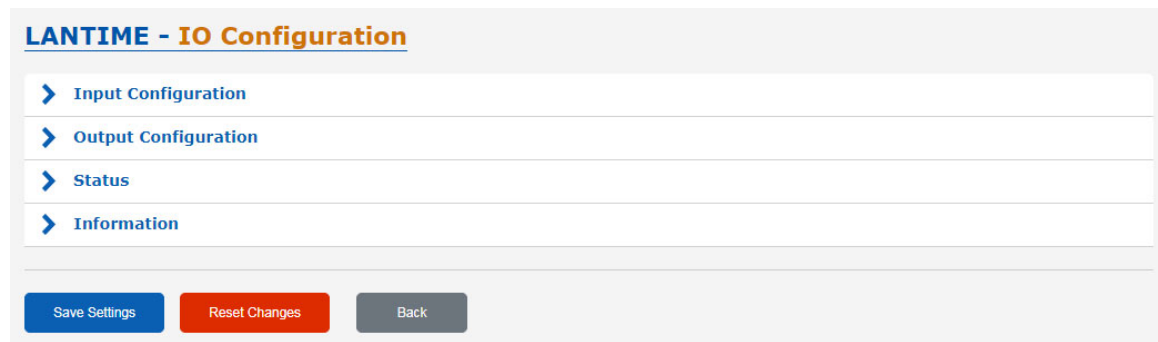 LANTIME - IO Configuration
Input Configuration
Output Configuration
Status
Information
Save Settings Reset Changes Back